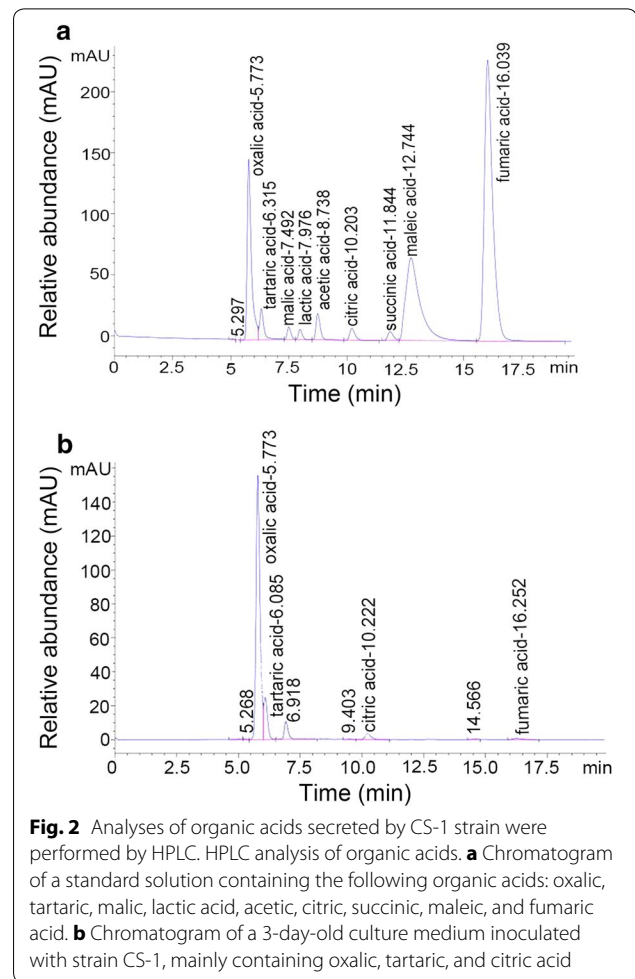 a
mAU
200
150
100
50
0
Relative abundance (mAU)
5.297
oxalic acid-5.773
tartaric acid-6.315
malic acid-7.492
lactic acid-7.976
acetic acid-8.738
citric acid-10.203
succinic acid-11.844
maleic acid-12.744
fumaric acid-16.039
0 2.5 5 7.5 10 12.5 15 17.5 min
Time (min)
b
mAU
140
120
100
80
60
40
20
0
Relative abundance (mAU)
5.268
oxalic acid-5.773
tartaric acid-6.085
6.918
9.403
citric acid-10.222
14.566
fumaric acid-16.252
0 2.5 5.0 7.5 10.0 12.5 15.0 17.5 min
Time (min)
Fig. 2 Analyses of organic acids secreted by CS-1 strain were
performed by HPLC. HPLC analysis of organic acids. a Chromatogram
of a standard solution containing the following organic acids: oxalic,
tartaric, malic, lactic acid, acetic, citric, succinic, maleic, and fumaric
acid. b Chromatogram of a 3-day-old culture medium inoculated
with strain CS-1, mainly containing oxalic, tartaric, and citric acid